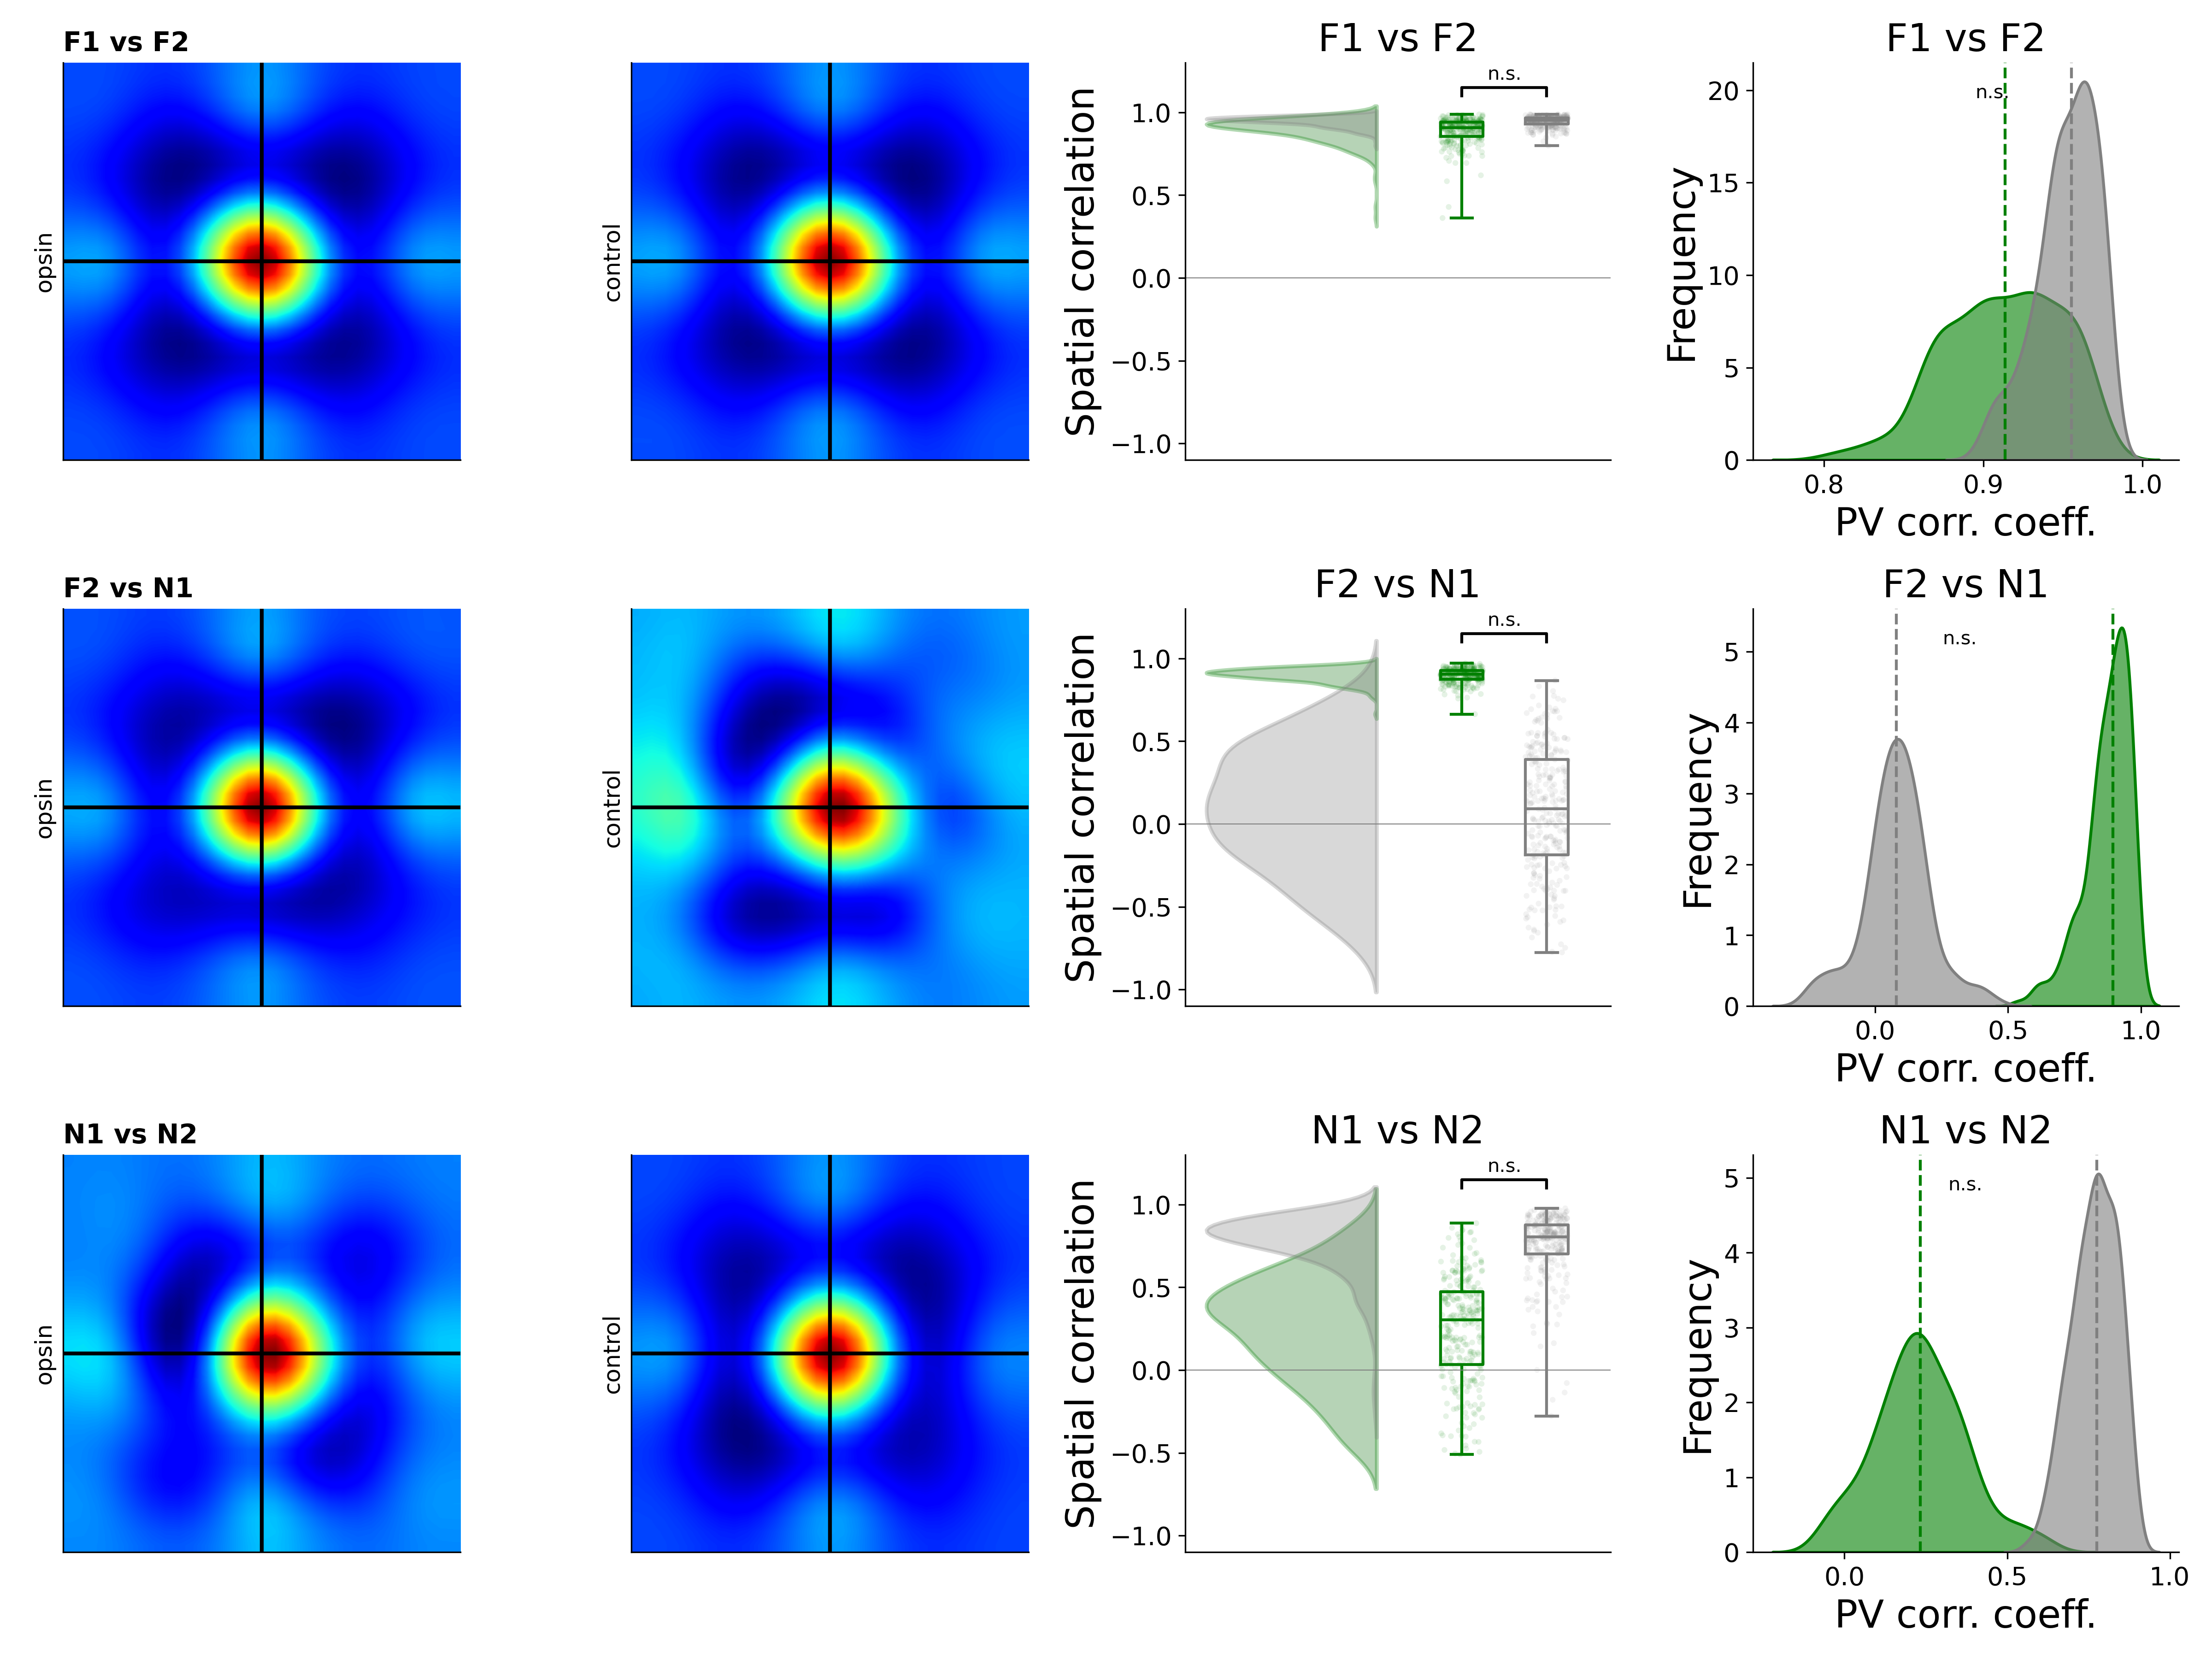 F1 vs F2
opsin
control
F1 vs F2
n.s.
Spatial correlation
1.0
0.5
0.0
−0.5
−1.0
F1 vs F2
n.s.
Frequency
20
15
10
5
0
0.8 0.9 1.0
PV corr. coeff.
F2 vs N1
opsin
control
F2 vs N1
n.s.
Spatial correlation
1.0
0.5
0.0
−0.5
−1.0
F2 vs N1
n.s.
Frequency
5
4
3
2
1
0
0.0 0.5 1.0
PV corr. coeff.
N1 vs N2
opsin
control
N1 vs N2
n.s.
Spatial correlation
1.0
0.5
0.0
−0.5
−1.0
N1 vs N2
n.s.
Frequency
5
4
3
2
1
0
0.0 0.5 1.0
PV corr. coeff.